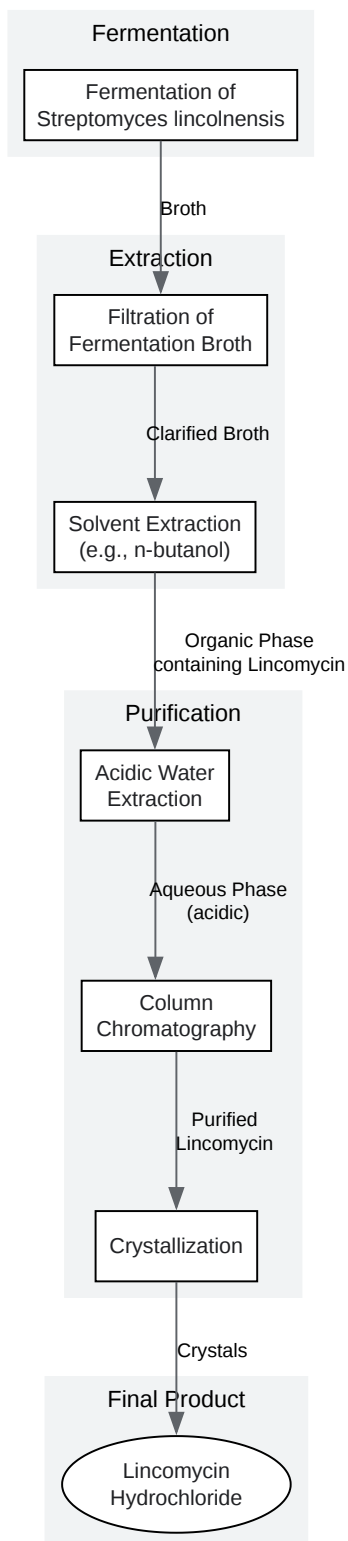 Fermentation
Fermentation of
Streptomyces lincolnensis
Broth
Extraction
Filtration of
Fermentation Broth
Clarified Broth
Solvent Extraction
(e.g., n-butanol)
Organic Phase
containing Lincomycin
Purification
Acidic Water
Extraction
Aqueous Phase
(acidic)
Column
Chromatography
Purified
Lincomycin
Crystallization
Crystals
Final Product
Lincomycin
Hydrochloride